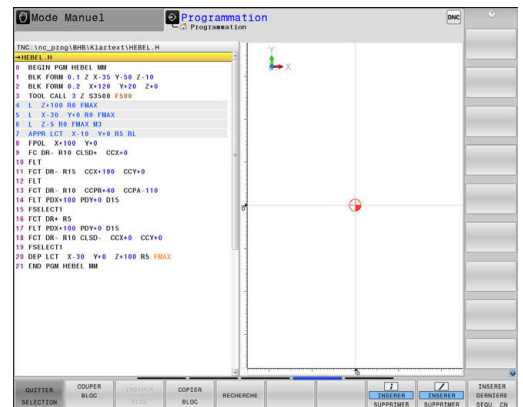 Mode Manuel
Programmation
Programmation
DNC
TNC:\nc_prog\BHB\Klartext\HEBEL.H
→HEBEL.H
0 BEGIN PGM HEBEL MM
1 BLK FORM 0.1 Z X-35 Y-50 Z-10
2 BLK FORM 0.2 X+120 Y+20 Z+0
3 TOOL CALL 3 Z S3500 F500
4 L Z+100 R0 FMAX
5 L X-30 Y+0 R0 FMAX
6 L Z-5 R0 FMAX M3
7 APPR LCT X-10 Y+0 R5 RL
8 FPOL X+100 Y+0
9 FC DR- R10 CLSD+ CCX+0
10 FLT
11 FCT DR- R15 CCX+100 CCY+0
12 FLT
13 FCT DR- R10 CCPR+40 CCPA-110
14 FLT PDX+100 PDY+0 D15
15 FSELECT1
16 FCT DR+ R5
17 FLT PDX+100 PDY+0 D15
18 FCT DR- R10 CLSD- CCX+0 CCY+0
19 FSELECT1
20 DEP LCT X-30 Y+0 Z+100 R5 FMAX
21 END PGM HEBEL MM
Y
X
QUITTER
SELECTION
COUPER
BLOC
INSERER
BLOC
COPIER
BLOC
RECHERCHE
INSERER
SUPPRIMER
INSERER
SUPPRIMER
INSERER
DERNIERE
SEQU. CN